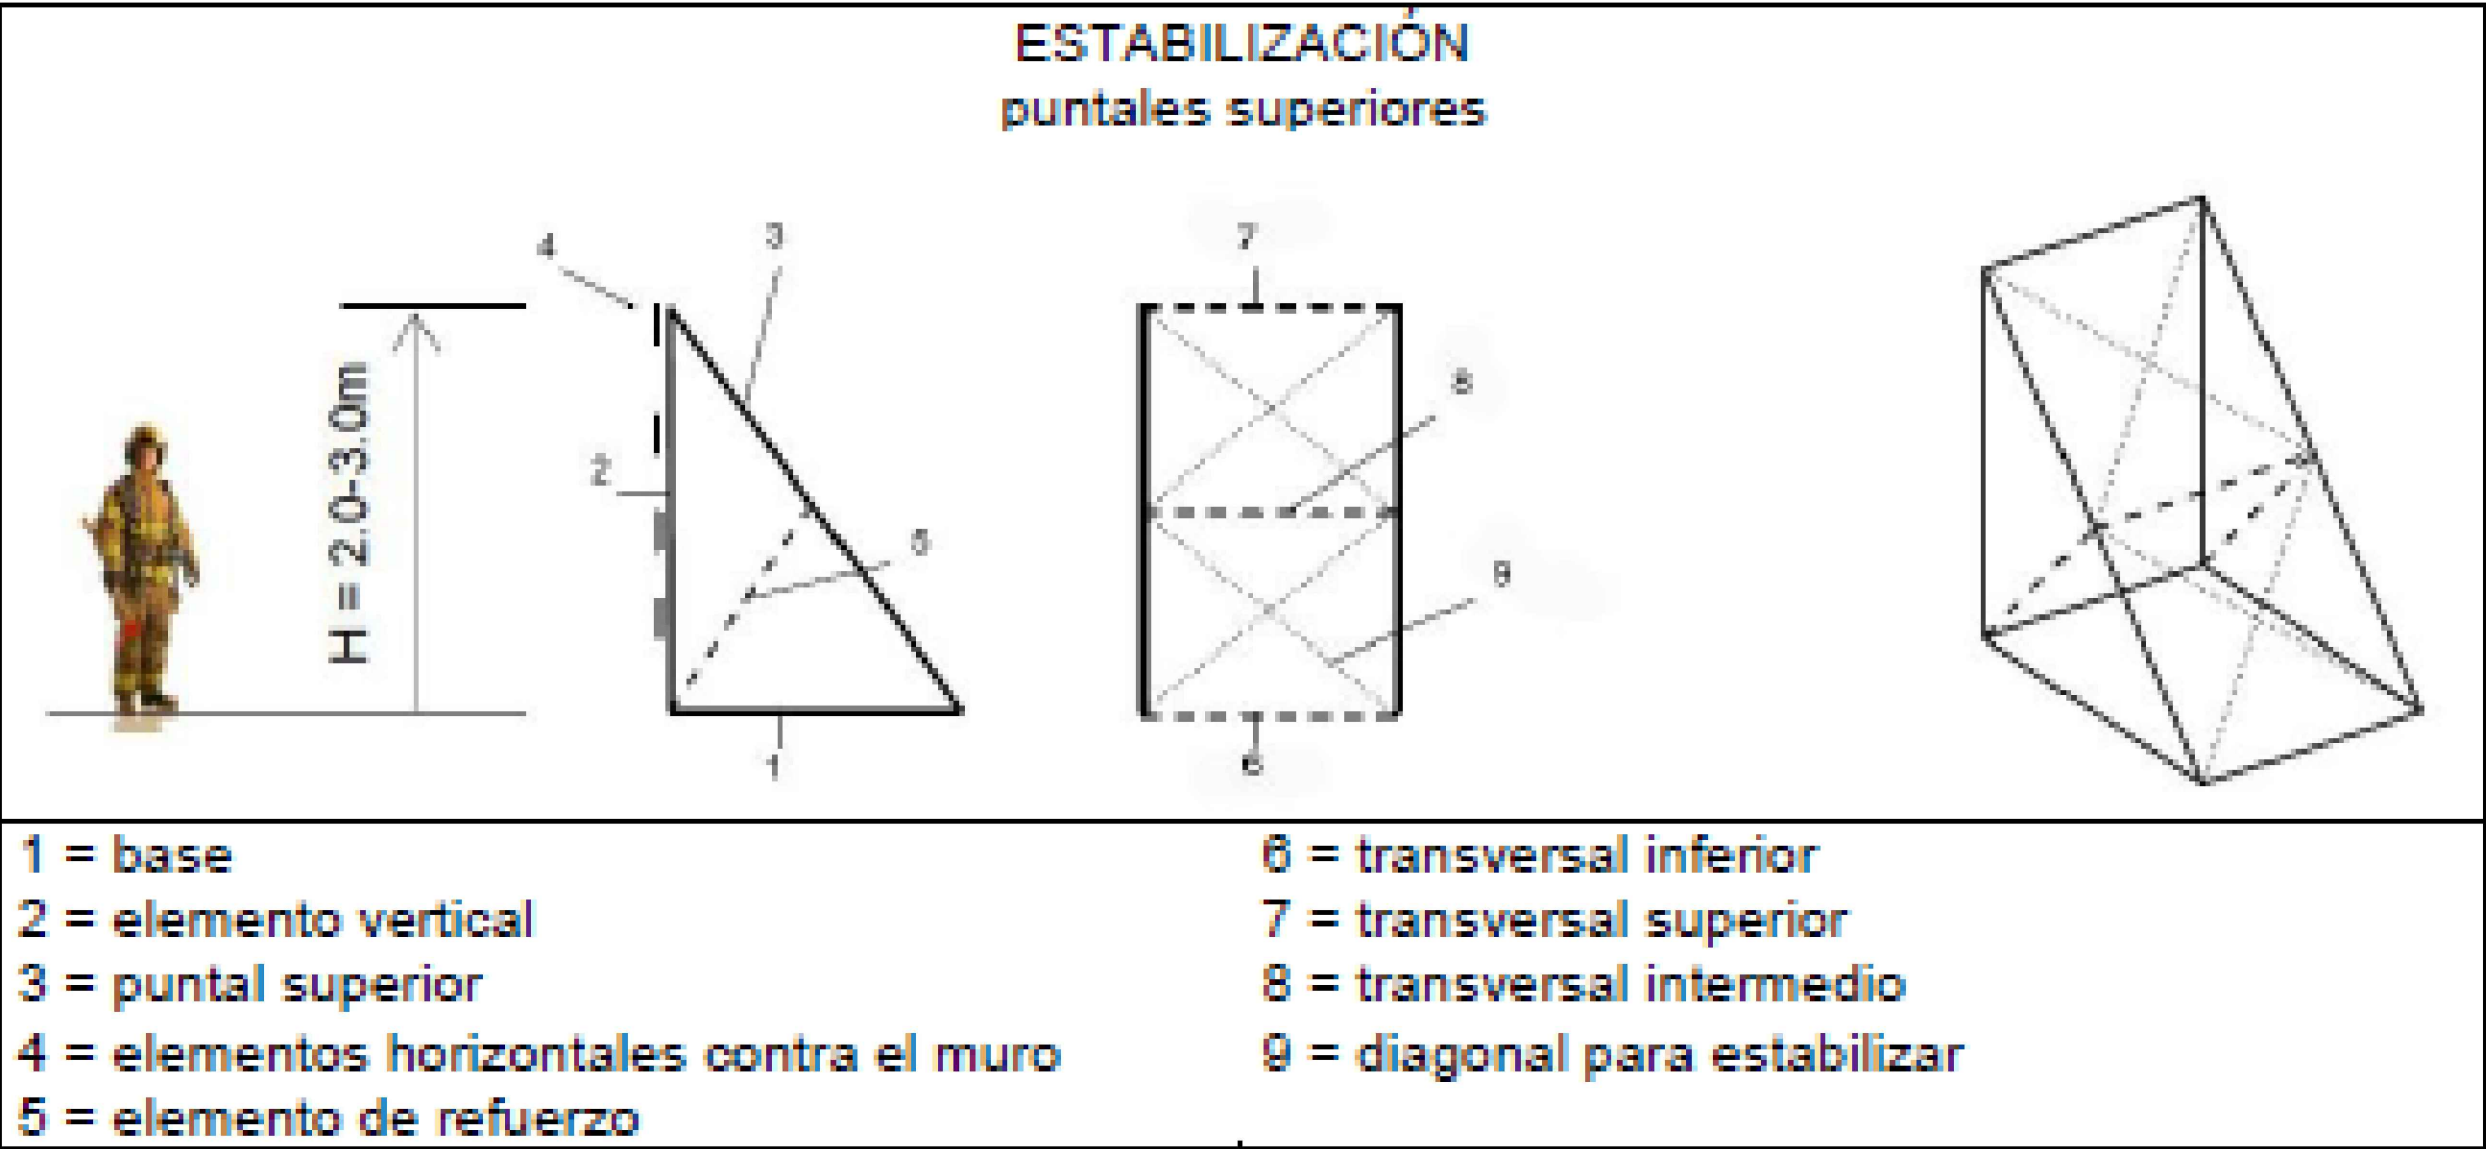 ESTABILIZACIÓN
puntales superiores
4
3
7
8
2
5
9
H = 2.0-3.0m
1
6
1 = base
2 = elemento vertical
3 = puntal superior
4 = elementos horizontales contra el muro
5 = elemento de refuerzo
6 = transversal inferior
7 = transversal superior
8 = transversal intermedio
9 = diagonal para estabilizar